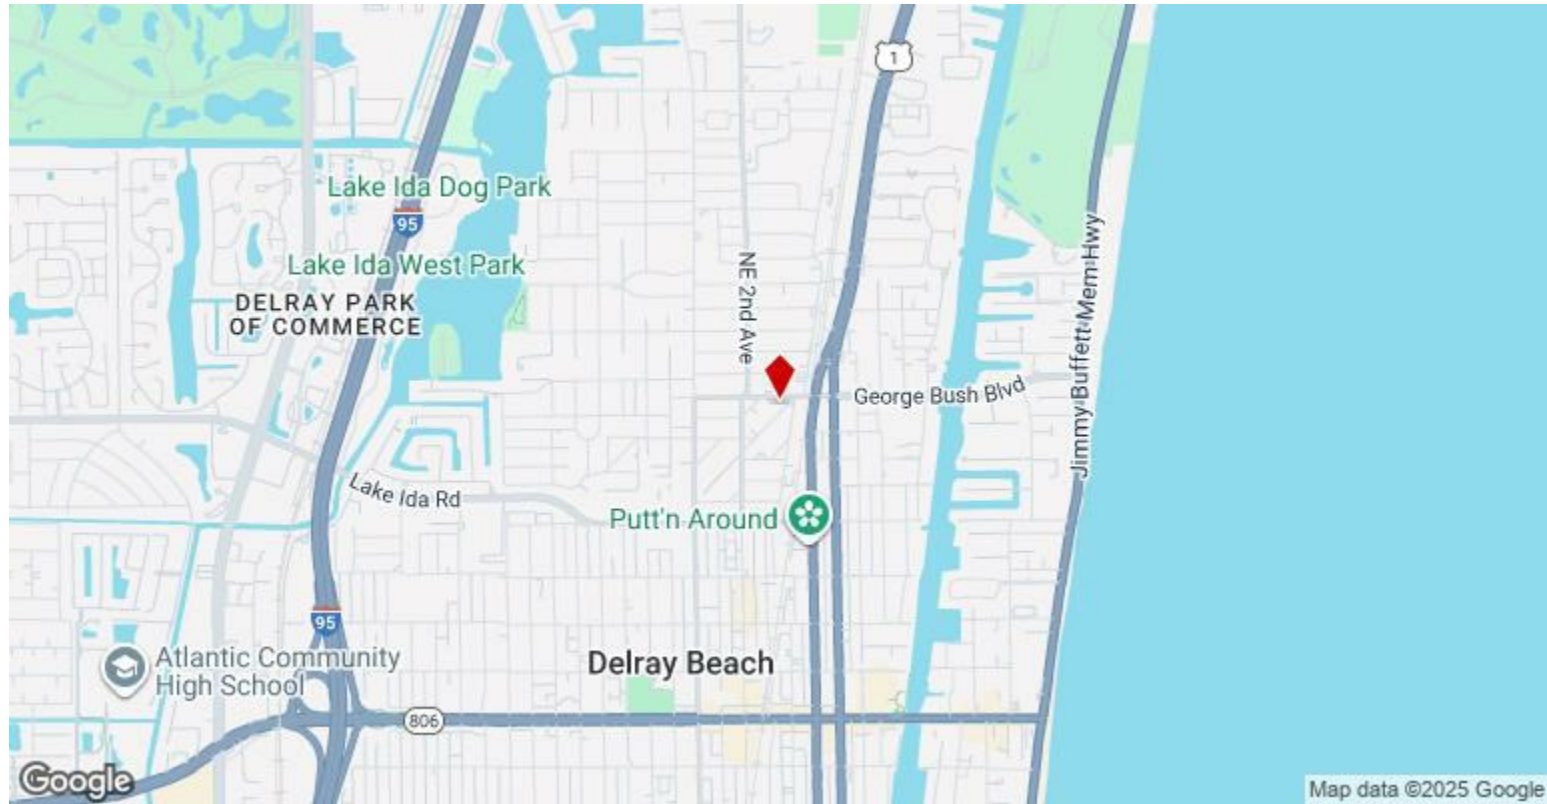 1
Lake Ida Dog Park
95
Lake Ida West Park
DELRAY PARK
OF COMMERCE
NE 2nd Ave
Jimmy Buffett Mem Hwy
George Bush Blvd
Lake Ida Rd
Putt'n Around
95
Atlantic Community
High School
Delray Beach
806
Google
Map data ©2025 Google